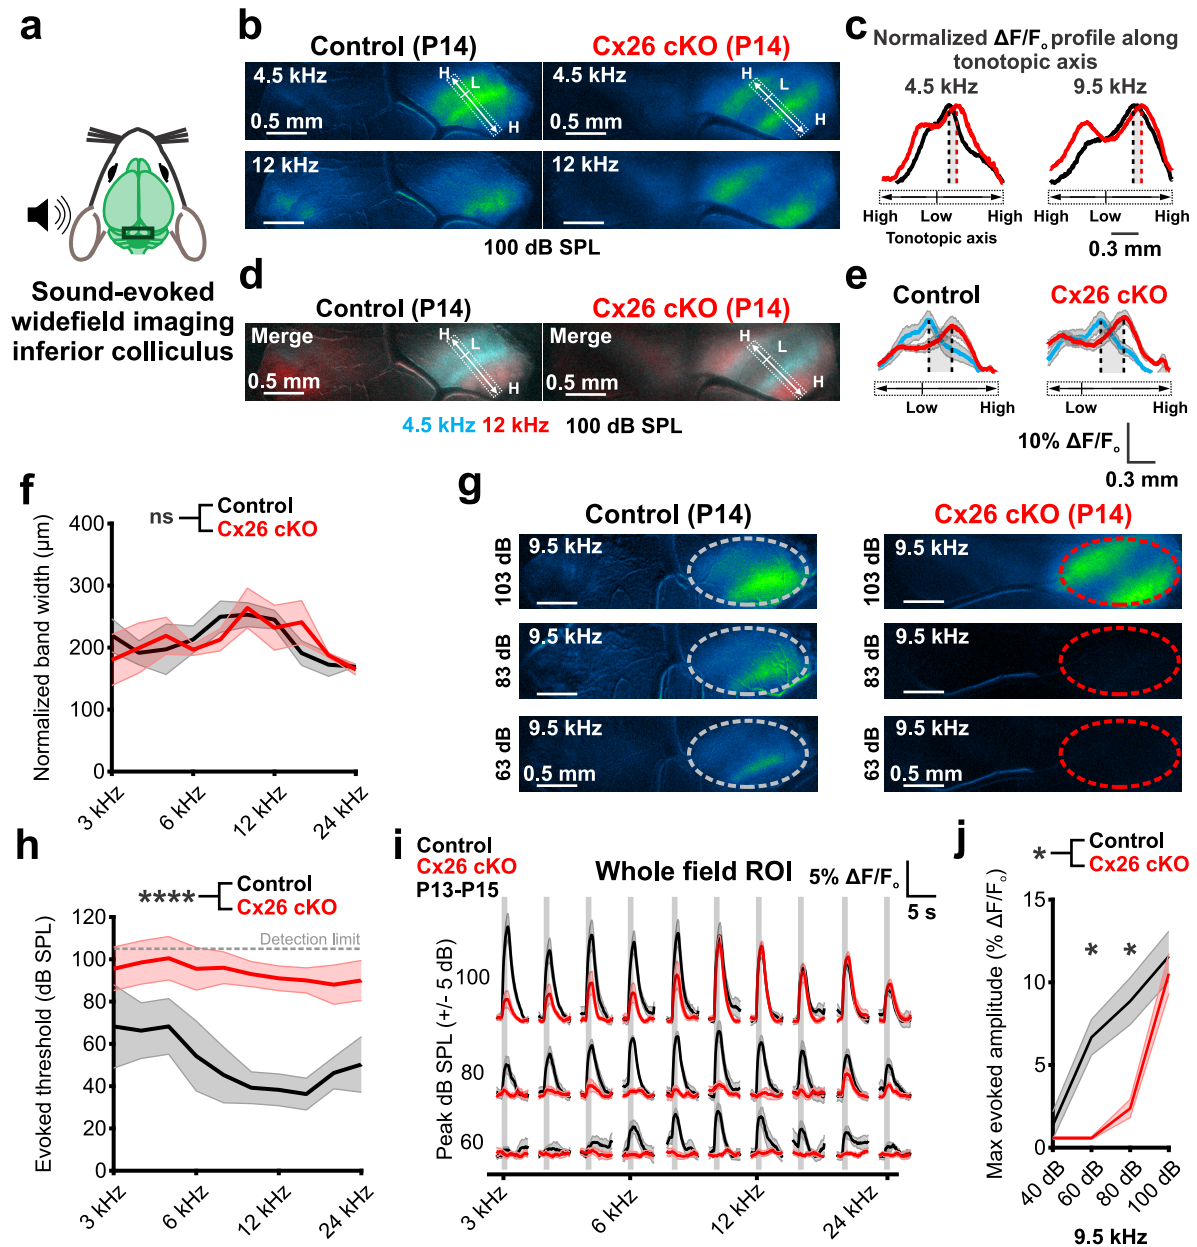 a
Sound-evoked
widefield imaging
inferior colliculus
b
Control (P14)
Cx26 cKO (P14)
4.5 kHz
H
L
H
0.5 mm
4.5 kHz
H
L
H
0.5 mm
12 kHz
12 kHz
100 dB SPL
c
Normalized ΔF/Fₒ profile along
tonotopic axis
4.5 kHz
9.5 kHz
High
Low
High
High
Low
High
Tonotopic axis
0.3 mm
d
Control (P14)
Cx26 cKO (P14)
Merge
H
L
H
0.5 mm
Merge
H
L
H
0.5 mm
4.5 kHz 12 kHz 100 dB SPL
e
Control
Cx26 cKO
Low
High
Low
High
10% ΔF/Fₒ
0.3 mm
f
ns
Control
Cx26 cKO
Normalized band width (µm)
400
300
200
100
0
3 kHz
6 kHz
12 kHz
24 kHz
g
Control (P14)
Cx26 cKO (P14)
103 dB
9.5 kHz
103 dB
9.5 kHz
83 dB
9.5 kHz
83 dB
9.5 kHz
63 dB
9.5 kHz
0.5 mm
63 dB
9.5 kHz
0.5 mm
h
****
Control
Cx26 cKO
Evoked threshold (dB SPL)
120
100
80
60
40
20
0
Detection limit
3 kHz
6 kHz
12 kHz
24 kHz
i
Control
Cx26 cKO
P13-P15
Whole field ROI
5% ΔF/Fₒ
5 s
Peak dB SPL (+/- 5 dB)
100
80
60
3 kHz
6 kHz
12 kHz
24 kHz
j
*
Control
Cx26 cKO
Max evoked amplitude (% ΔF/Fₒ)
15
10
5
0
*
*
40 dB
60 dB
80 dB
100 dB
9.5 kHz